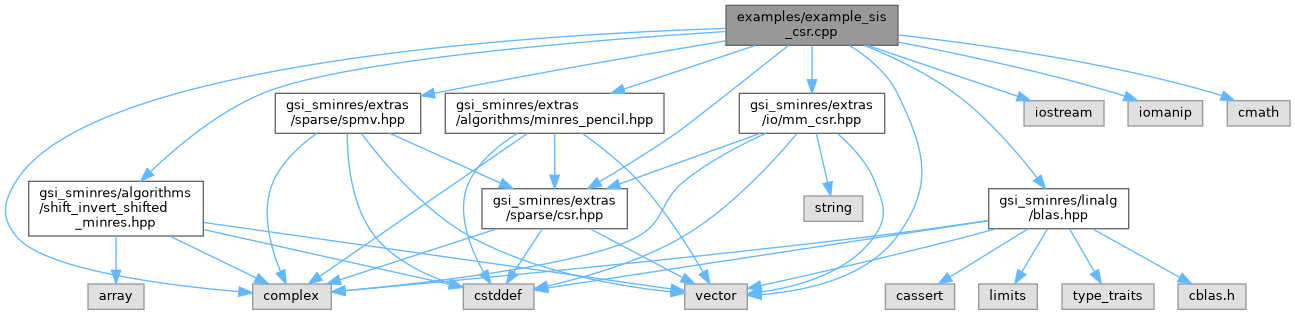 examples/example_sis
_csr.cpp
gsi_sminres/extras
/sparse/spmv.hpp
gsi_sminres/extras
/algorithms/minres_pencil.hpp
gsi_sminres/extras
/io/mm_csr.hpp
iostream
iomanip
cmath
gsi_sminres/algorithms
/shift_invert_shifted
_minres.hpp
gsi_sminres/extras
/sparse/csr.hpp
string
gsi_sminres/linalg
/blas.hpp
array
complex
cstddef
vector
cassert
limits
type_traits
cblas.h